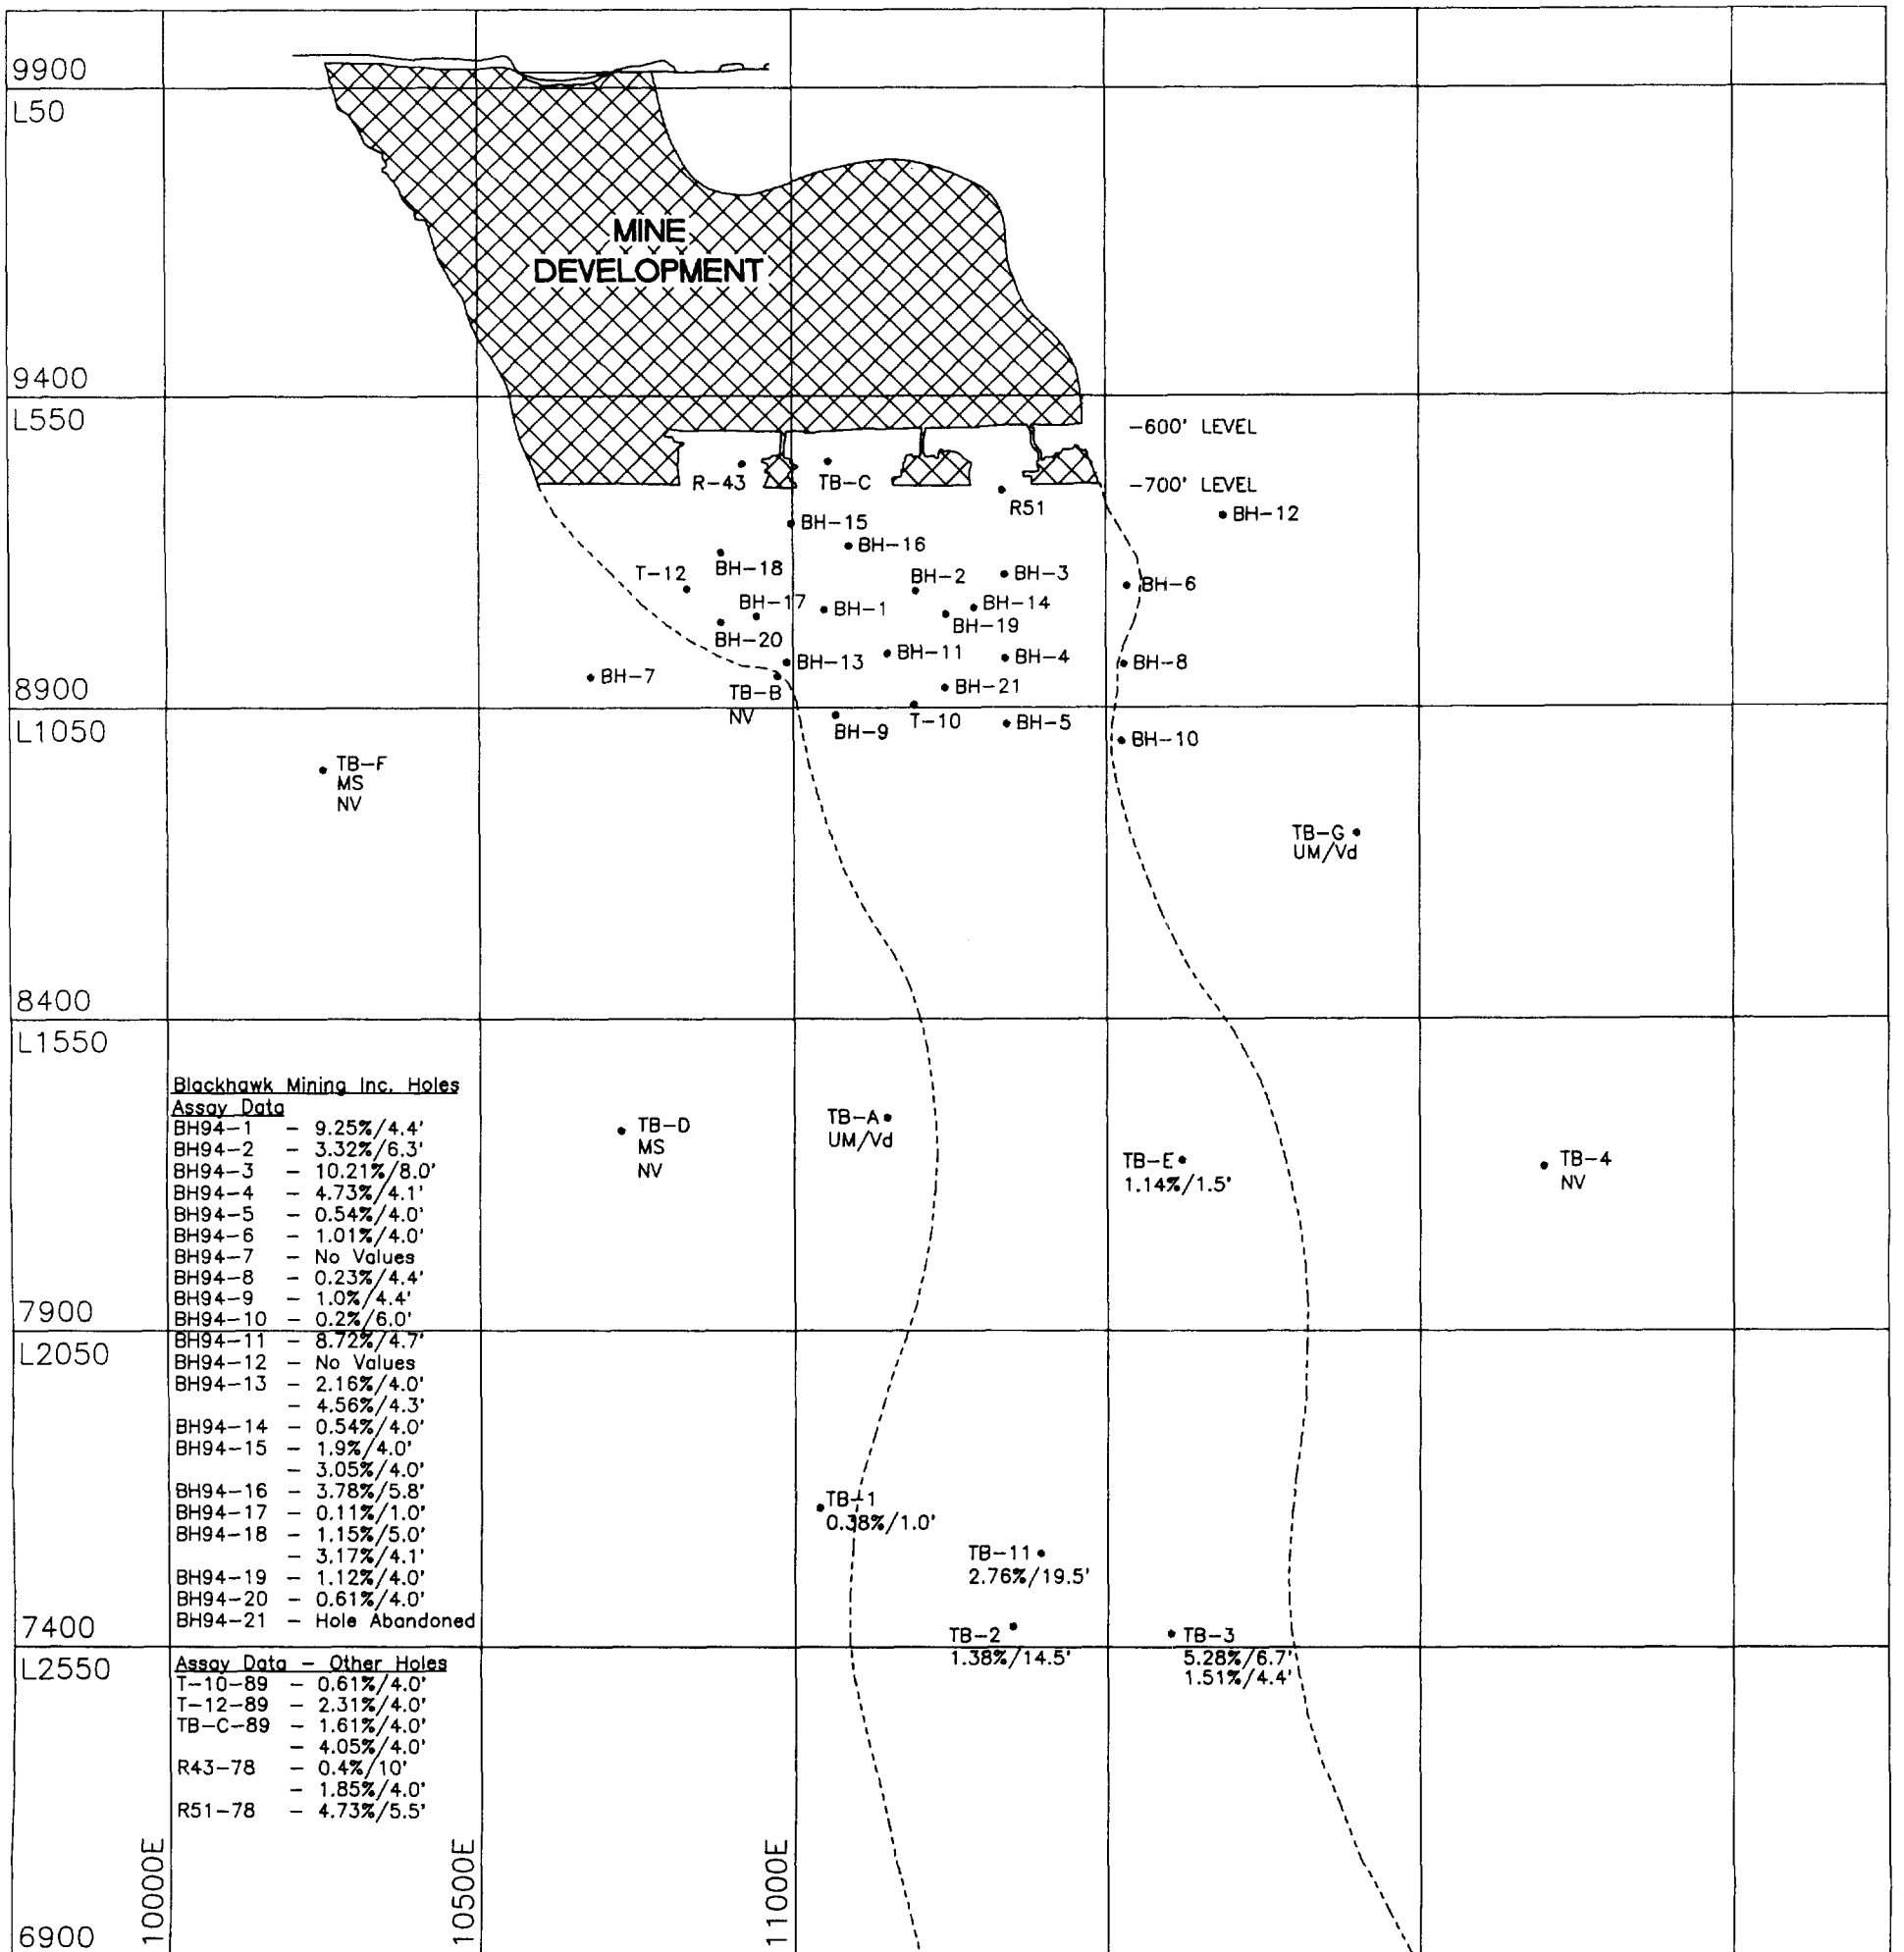 9900
L50
MINE
DEVELOPMENT
9400
L550
-600' LEVEL
R-43
TB-C
-700' LEVEL
R51
BH-12
BH-15
BH-16
BH-18
T-12
BH-2
BH-3
BH-6
BH-17
BH-1
BH-14
BH-19
BH-20
BH-13
BH-11
BH-4
BH-8
BH-7
TB-B
NV
BH-21
8900
L1050
BH-9
T-10
BH-5
BH-10
TB-F
MS
NV
TB-G
UM/Vd
8400
L1550
TB-D
MS
NV
TB-A
UM/Vd
TB-E
1.14%/1.5'
TB-4
NV
7900
L2050
TB-1
0.38%/1.0'
TB-11
2.76%/19.5'
TB-2
1.38%/14.5'
TB-3
5.28%/6.7'
1.51%/4.4'
7400
L2550
Blackhawk Mining Inc. Holes
Assay Data
BH94-1 - 9.25%/4.4'
BH94-2 - 3.32%/6.3'
BH94-3 - 10.21%/8.0'
BH94-4 - 4.73%/4.1'
BH94-5 - 0.54%/4.0'
BH94-6 - 1.01%/4.0'
BH94-7 - No Values
BH94-8 - 0.23%/4.4'
BH94-9 - 1.0%/4.4'
BH94-10 - 0.2%/6.0'
BH94-11 - 8.72%/4.7'
BH94-12 - No Values
BH94-13 - 2.16%/4.0'
- 4.56%/4.3'
BH94-14 - 0.54%/4.0'
BH94-15 - 1.9%/4.0'
- 3.05%/4.0'
BH94-16 - 3.78%/5.8'
BH94-17 - 0.11%/1.0'
BH94-18 - 1.15%/5.0'
- 3.17%/4.1'
BH94-19 - 1.12%/4.0'
BH94-20 - 0.61%/4.0'
BH94-21 - Hole Abandoned
Assay Data - Other Holes
T-10-89 - 0.61%/4.0'
T-12-89 - 2.31%/4.0'
TB-C-89 - 1.61%/4.0'
- 4.05%/4.0'
R43-78 - 0.4%/10'
- 1.85%/4.0'
R51-78 - 4.73%/5.5'
6900
10000E
10500E
11000E